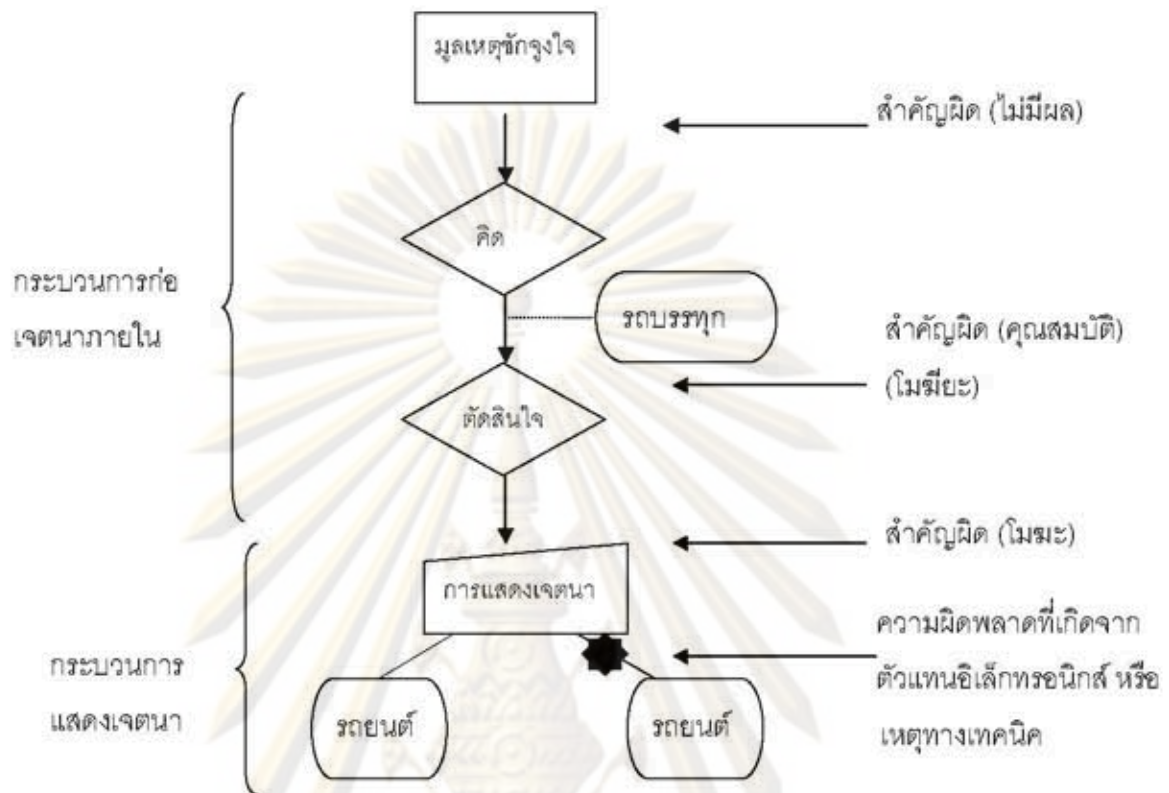 มูลเหตุชักจูงใจ
สำคัญผิด (ไม่มีผล)
คิด
กระบวนการก่อ
เจตนาภายใน
รถบรรทุก
สำคัญผิด (คุณสมบัติ)
(โมฆียะ)
ตัดสินใจ
สำคัญผิด (โมฆะ)
การแสดงเจตนา
ความผิดพลาดที่เกิดจาก
ตัวแทนอิเล็กทรอนิกส์ หรือ
เหตุทางเทคนิค
กระบวนการ
แสดงเจตนา
รถยนต์
รถยนต์